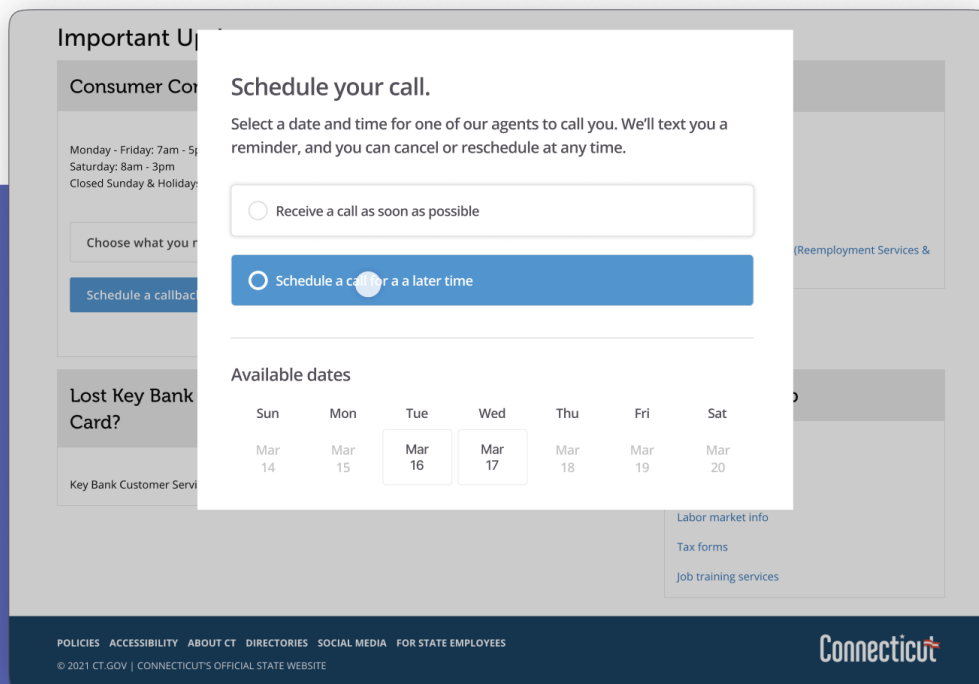 Important Up
Consumer Cor
Monday - Friday: 7am - 5p
Saturday: 8am - 3pm
Closed Sunday & Holiday
Choose what you r
Schedule a callbac
Lost Key Bank
Card?
Key Bank Customer Servi
Schedule your call.
Select a date and time for one of our agents to call you. We'll text you a
reminder, and you can cancel or reschedule at any time.
Receive a call as soon as possible
Schedule a call for a a later time
Available dates
Sun Mon Tue Wed Thu Fri Sat
Mar Mar Mar Mar Mar Mar Mar
14 15 16 17 18 19 20
(Reemployment Services &
Labor market info
Tax forms
Job training services
POLICIES ACCESSIBILITY ABOUT CT DIRECTORIES SOCIAL MEDIA FOR STATE EMPLOYEES
© 2021 CT.GOV | CONNECTICUT'S OFFICIAL STATE WEBSITE
Connecticut